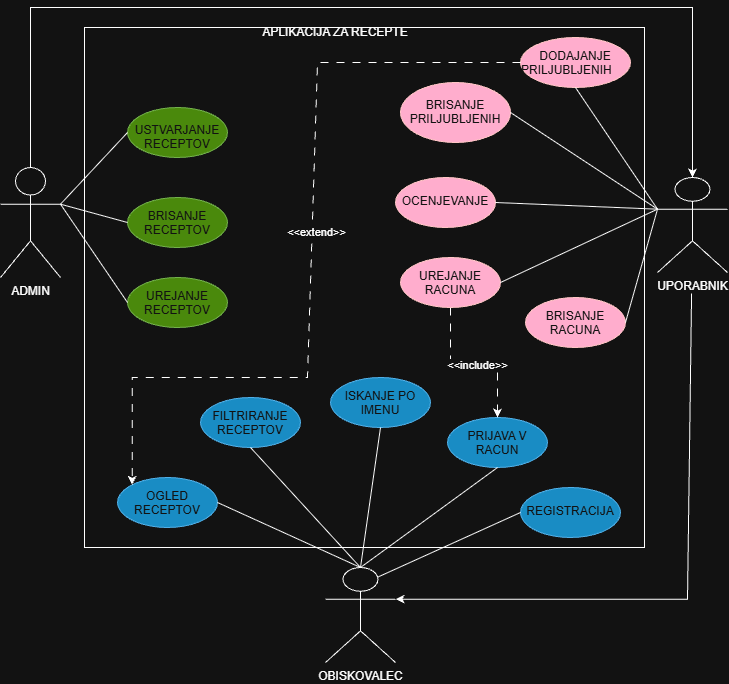 APLIKACIJA ZA RECEPTE
DODAJANJE
PRILJUBLJENIH
BRISANJE
PRILJUBLJENIH
USTVARJANJE
RECEPTOV
OCENJEVANJE
BRISANJE
RECEPTOV
<<extend>>
UREJANJE
RACUNA
UREJANJE
RECEPTOV
BRISANJE
RACUNA
ADMIN
UPORABNIK
<<include>>
ISKANJE PO
IMENU
FILTRIRANJE
RECEPTOV
PRIJAVA V
RACUN
OGLED
RECEPTOV
REGISTRACIJA
OBISKOVALEC